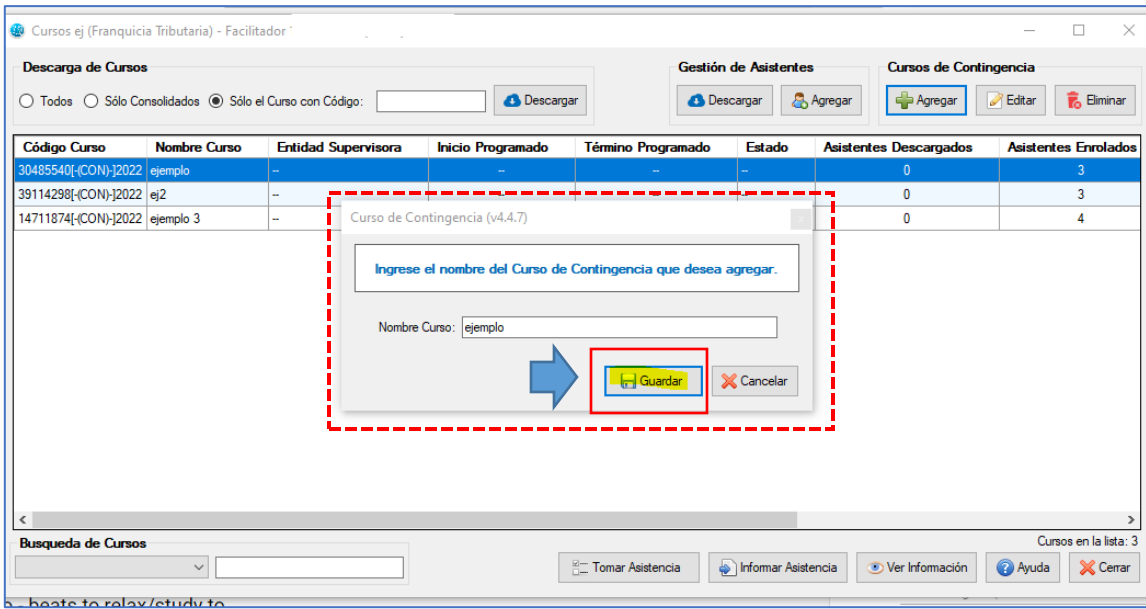 Cursos ej (Franquicia Tributaria) - Facilitador
Descarga de Cursos
Gestión de Asistentes
Cursos de Contingencia
Todos Sólo Consolidados Sólo el Curso con Código: Descargar Descargar Agregar Agregar Editar Eliminar
Código Curso Nombre Curso Entidad Supervisora Inicio Programado Término Programado Estado Asistentes Descargados Asistentes Enrolados
30485540[-(CON)-]2022 ejemplo -- -- -- -- 0 3
39114298[-(CON)-]2022 ej2 -- -- -- -- 0 3
14711874[-(CON)-]2022 ejemplo 3 -- 0 4
Curso de Contingencia (v4.4.7)
Ingrese el nombre del Curso de Contingencia que desea agregar.
Nombre Curso: ejemplo
Guardar Cancelar
Cursos en la lista: 3
Busqueda de Cursos
Tomar Asistencia Informar Asistencia Ver Información Ayuda Cerrar
beats to relax/study to